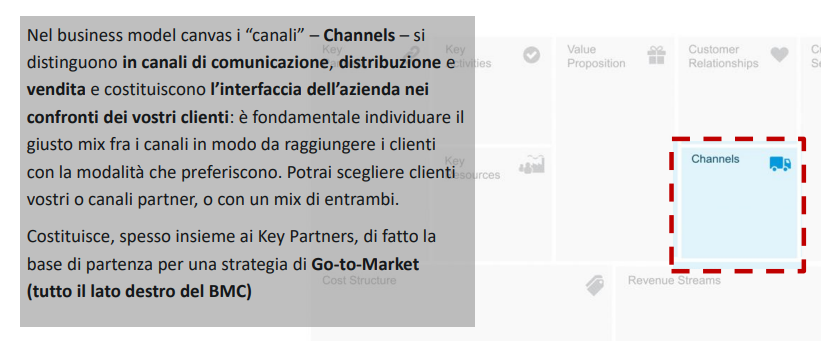 Nel business model canvas i “canali” – Channels – si
distinguono in canali di comunicazione, distribuzione e
vendita e costituiscono l’interfaccia dell’azienda nei
confronti dei vostri clienti: è fondamentale individuare il
giusto mix fra i canali in modo da raggiungere i clienti
con la modalità che preferiscono. Potrai scegliere clienti
vostri o canali partner, o con un mix di entrambi.
Costituisce, spesso insieme ai Key Partners, di fatto la
base di partenza per una strategia di Go-to-Market
(tutto il lato destro del BMC)
Key
Key
Activities
Value
Proposition
Customer
Relationships
Key
Resources
Channels
Cost Structure
Revenue Streams